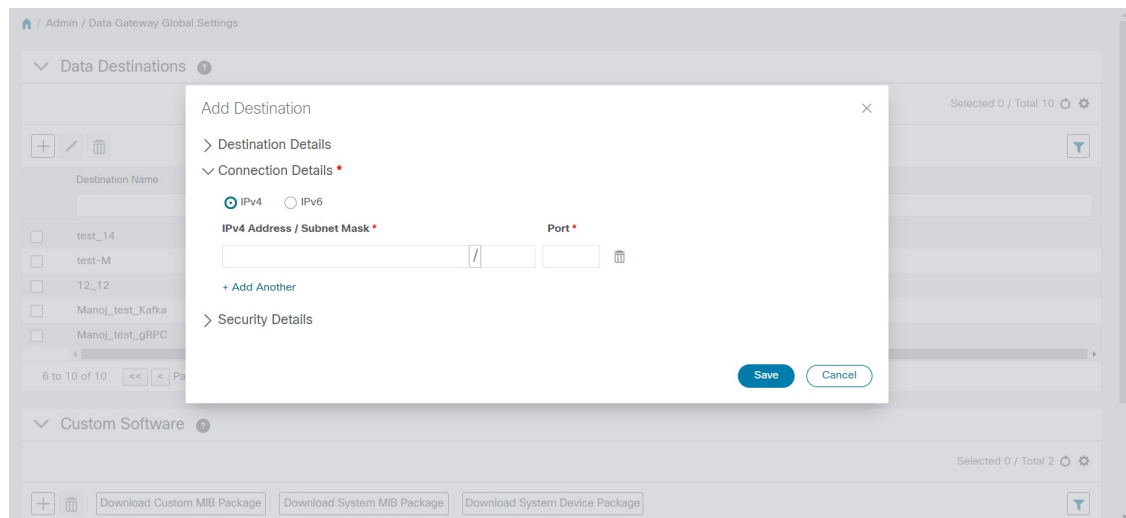 / Admin / Data Gateway Global Settings
Data Destinations ?
Add Destination
Selected 0 / Total 10
Destination Details
Destination Name
Connection Details *
IPv4 IPv6
IPv4 Address / Subnet Mask * Port *
/
+ Add Another
Security Details
test_14
test-M
12_12
Manoj_test_Kafka
Manoj_test_gRPC
6 to 10 of 10 << < Pa
Save Cancel
Custom Software ?
Selected 0 / Total 2
Download Custom MIB Package Download System MIB Package Download System Device Package